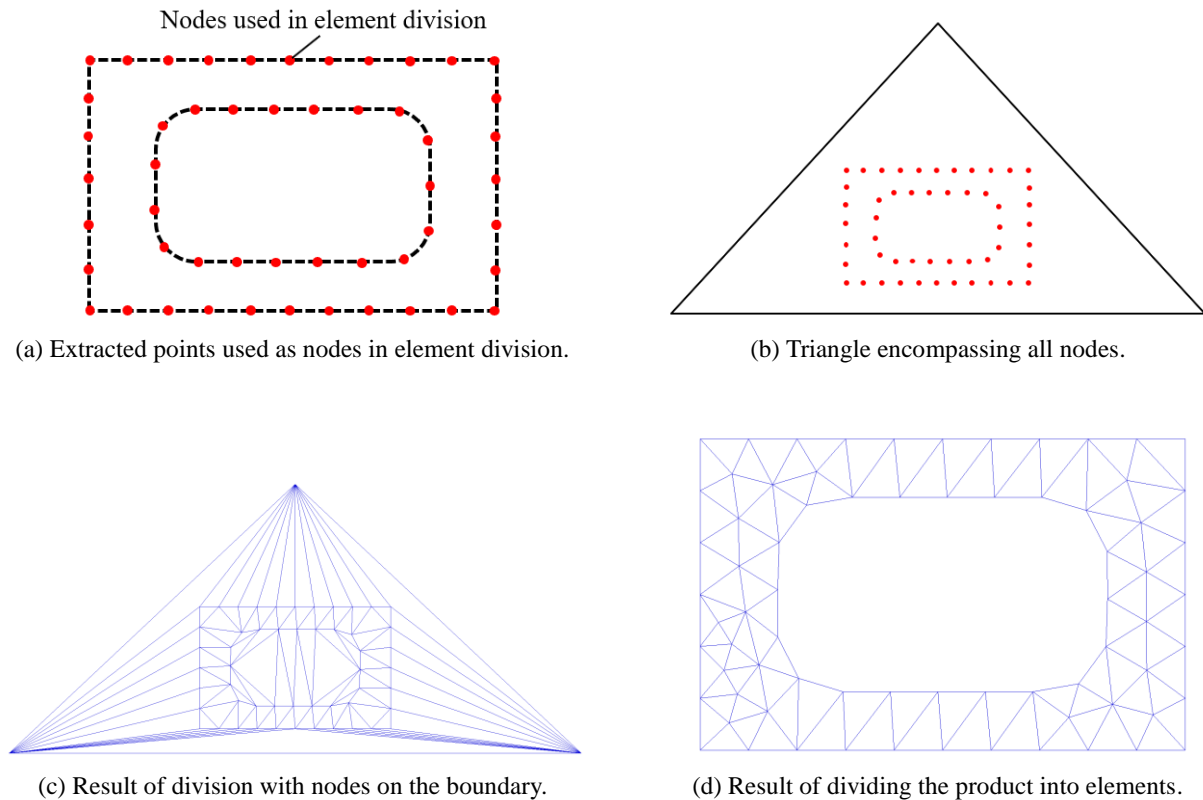 Nodes used in element division
(a) Extracted points used as nodes in element division.
(b) Triangle encompassing all nodes.
(c) Result of division with nodes on the boundary.
(d) Result of dividing the product into elements.